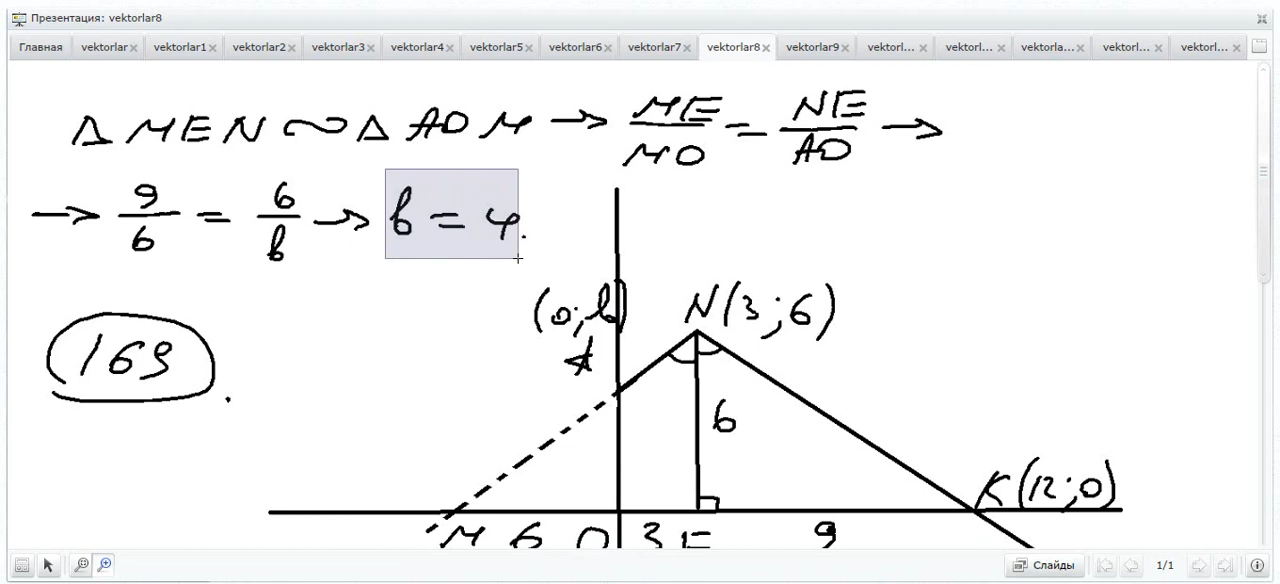 Презентация: vektorlar8
Главная vektorlar vektorlar1 vektorlar2 vektorlar3 vektorlar4 vektorlar5 vektorlar6 vektorlar7 vektorlar8 vektorlar9 vektorl... vektorl... vektorla... vektorl... vektorl...
Δ MEN ∾ Δ AOM → ME/MO = NE/AO →
→ 9/6 = 6/b → b = 4.
(0; b)
N(3; 6)
A
169.
6
K(12; 0)
M 6 O 3 E 9
Слайды 1/1